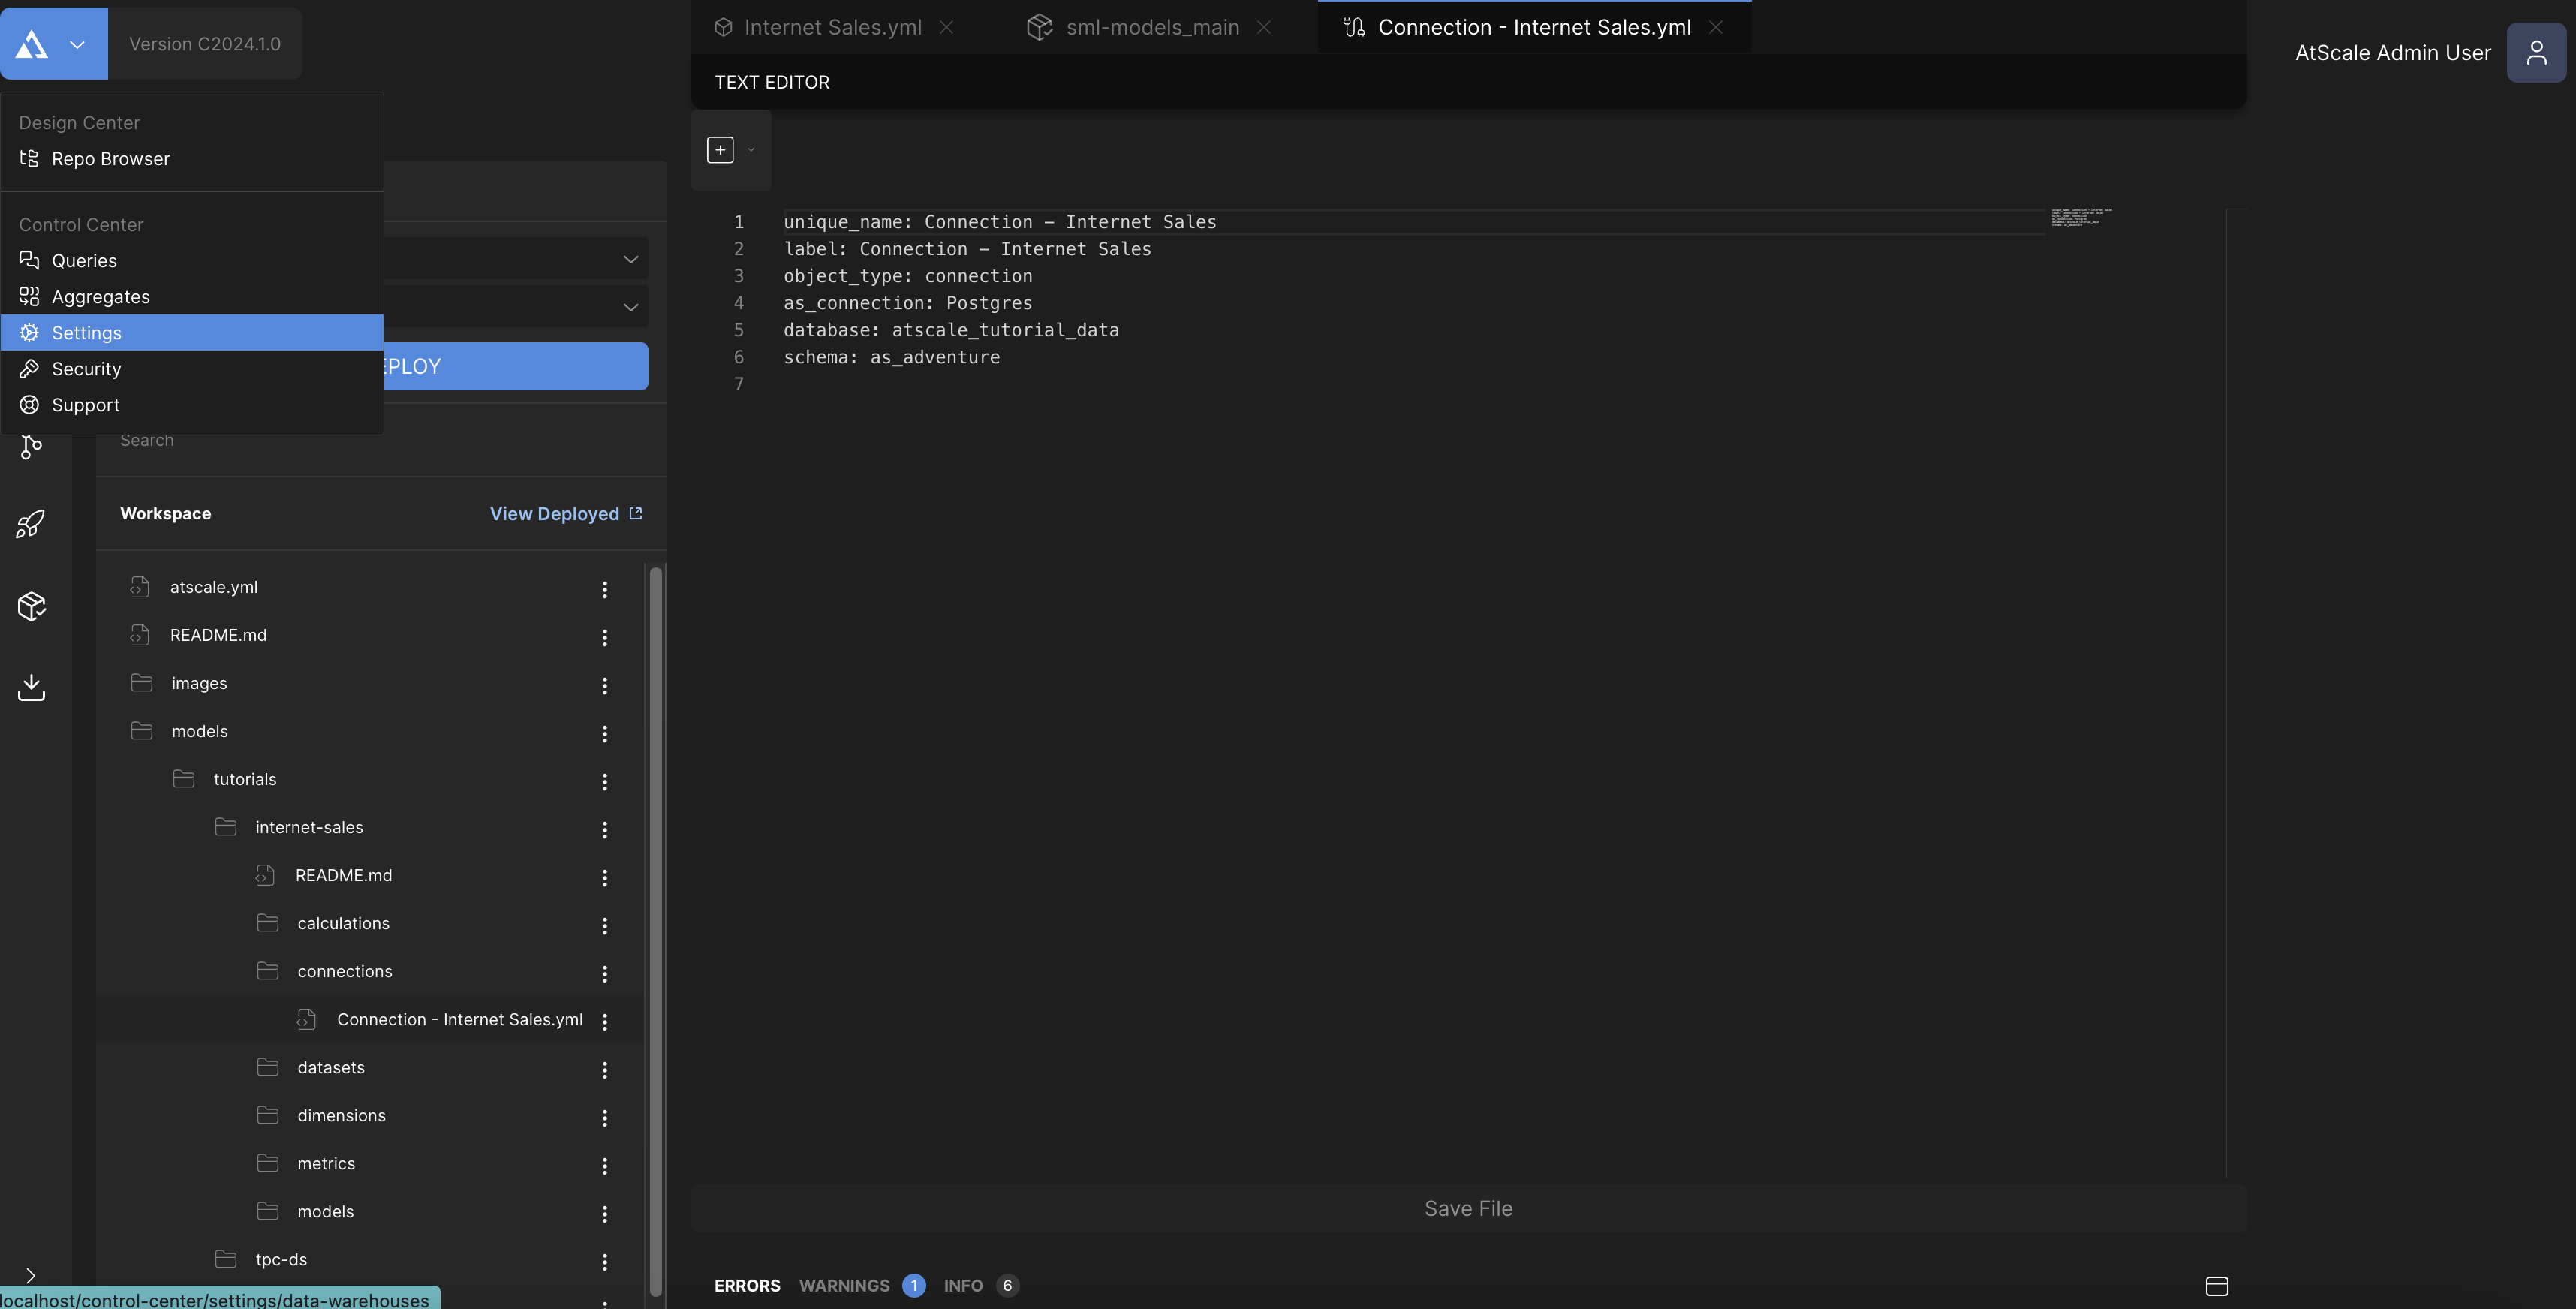 Version C2024.1.0
Internet Sales.yml
sml-models_main
Connection - Internet Sales.yml
AtScale Admin User
TEXT EDITOR
Design Center
Repo Browser
Control Center
Queries
Aggregates
Settings
Security
Support
EPLOY
Search
Workspace
View Deployed
atscale.yml
README.md
images
models
tutorials
internet-sales
README.md
calculations
connections
Connection - Internet Sales.yml
datasets
dimensions
metrics
models
tpc-ds
1 unique_name: Connection - Internet Sales
2 label: Connection - Internet Sales
3 object_type: connection
4 as_connection: Postgres
5 database: atscale_tutorial_data
6 schema: as_adventure
7
Save File
ERRORS WARNINGS 1 INFO 6
localhost/control-center/settings/data-warehouses